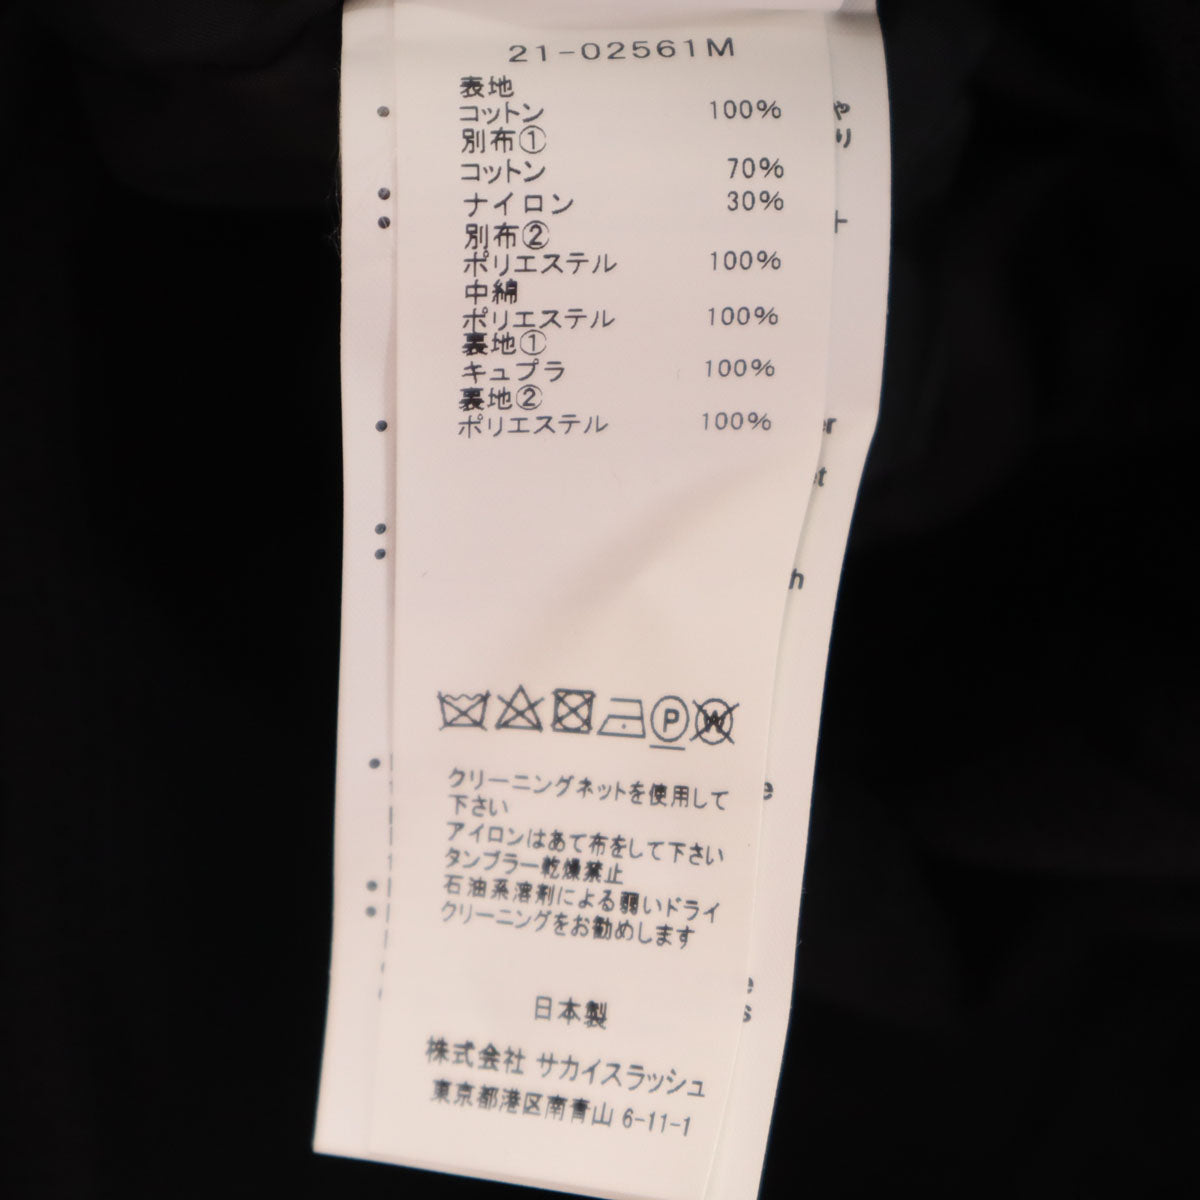 21-02561M
表地
コットン 100%
別布①
コットン 70%
ナイロン 30%
別布②
ポリエステル 100%
中綿
ポリエステル 100%
裏地①
キュプラ 100%
裏地②
ポリエステル 100%
P
W
クリーニングネットを使用して
下さい
アイロンはあて布をして下さい
タンブラー乾燥禁止
石油系溶剤による弱いドライ
クリーニングをお勧めします
日本製
株式会社 サカイスラッシュ
東京都港区南青山 6-11-1